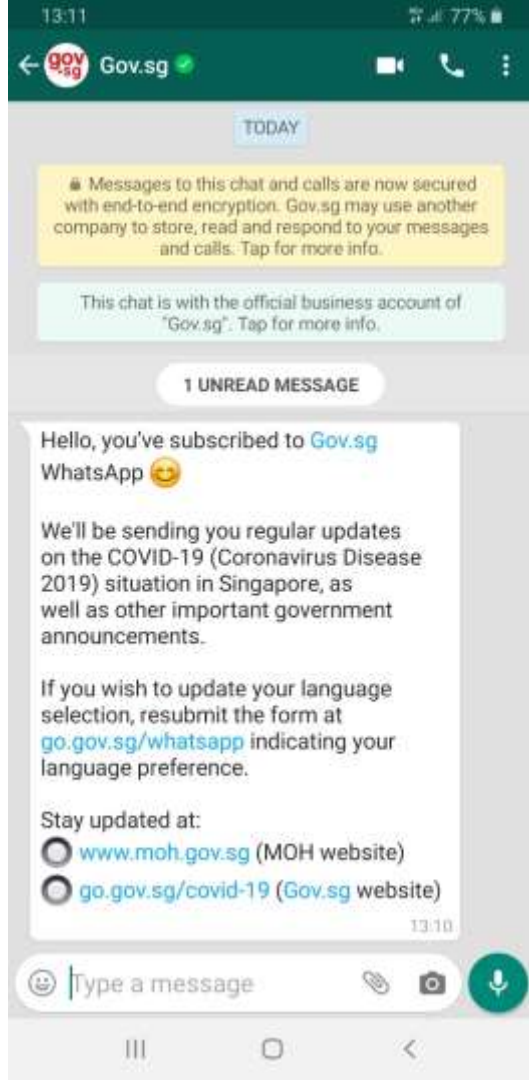 13:11
77%
gov
.sg
Gov.sg
TODAY
Messages to this chat and calls are now secured
with end-to-end encryption. Gov.sg may use another
company to store, read and respond to your messages
and calls. Tap for more info.
This chat is with the official business account of
"Gov.sg". Tap for more info.
1 UNREAD MESSAGE
Hello, you've subscribed to Gov.sg
WhatsApp 😊
We'll be sending you regular updates
on the COVID-19 (Coronavirus Disease
2019) situation in Singapore, as
well as other important government
announcements.
If you wish to update your language
selection, resubmit the form at
go.gov.sg/whatsapp indicating your
language preference.
Stay updated at:
www.moh.gov.sg (MOH website)
go.gov.sg/covid-19 (Gov.sg website)
13:10
Type a message